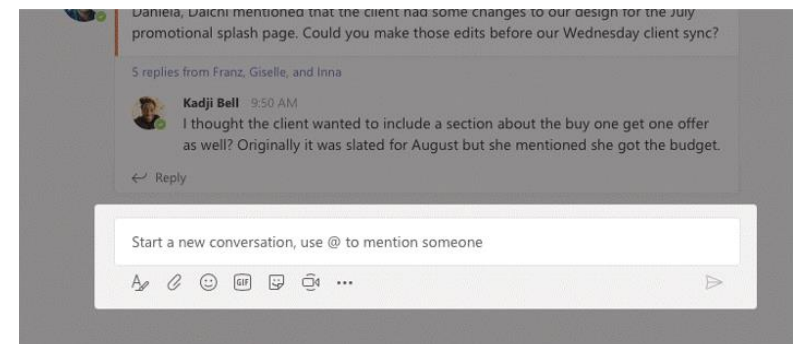 Daniela, Daichi mentioned that the client had some changes to our design for the July
promotional splash page. Could you make those edits before our Wednesday client sync?
5 replies from Franz, Giselle, and Inna
Kadji Bell 9:50 AM
I thought the client wanted to include a section about the buy one get one offer
as well? Originally it was slated for August but she mentioned she got the budget.
Reply
Start a new conversation, use @ to mention someone
GIF